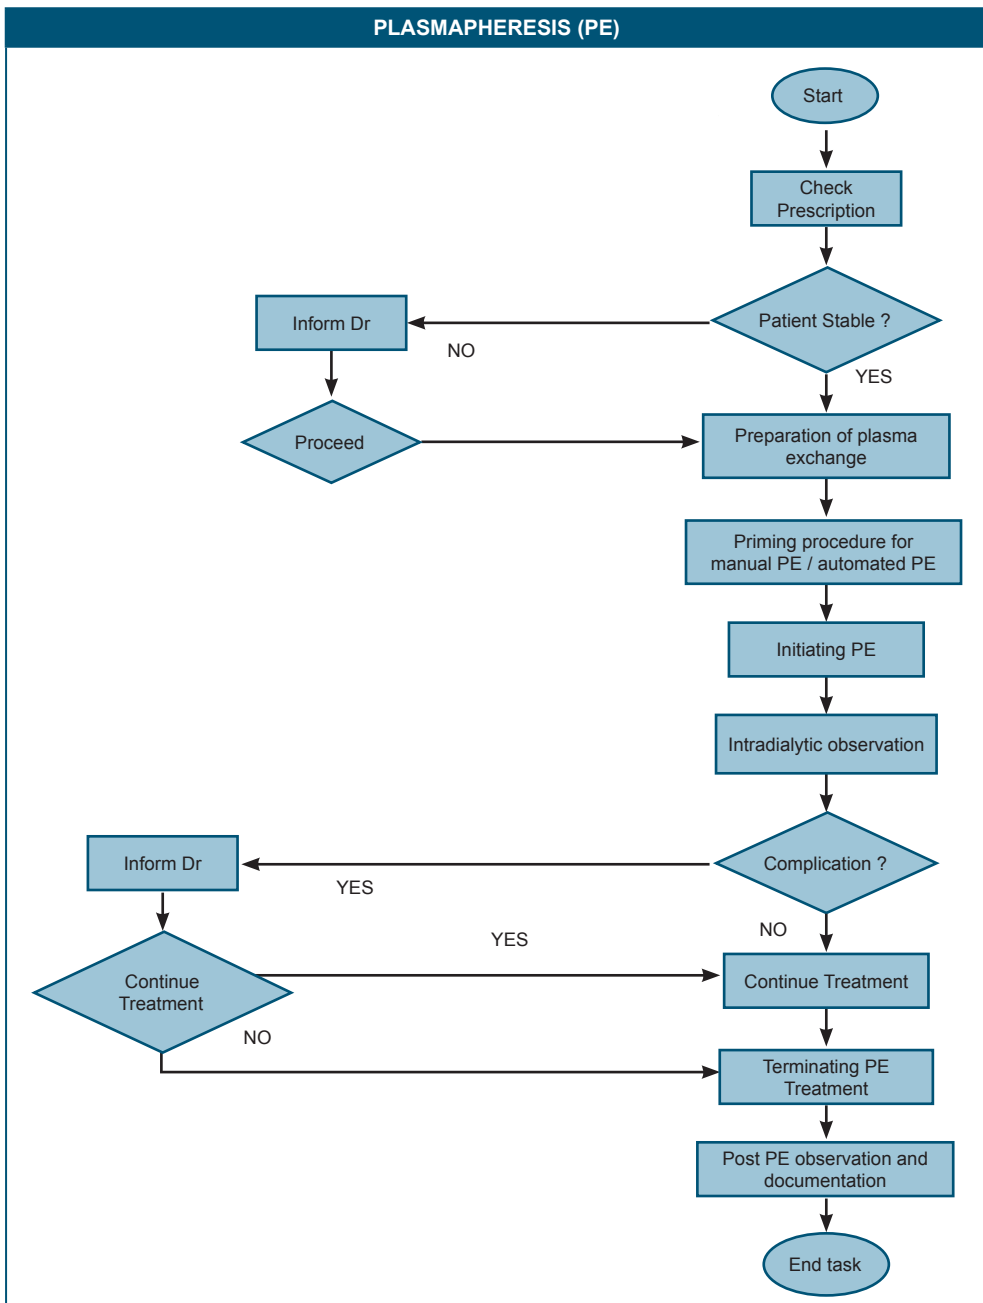 PLASMAPHERESIS (PE)
Start
Check
Prescription
Patient Stable ?
Inform Dr
NO
YES
Proceed
Preparation of plasma
exchange
Priming procedure for
manual PE / automated PE
Initiating PE
Intradialytic observation
Complication ?
Inform Dr
YES
NO
YES
Continue
Treatment
Continue Treatment
NO
Terminating PE
Treatment
Post PE observation and
documentation
End task